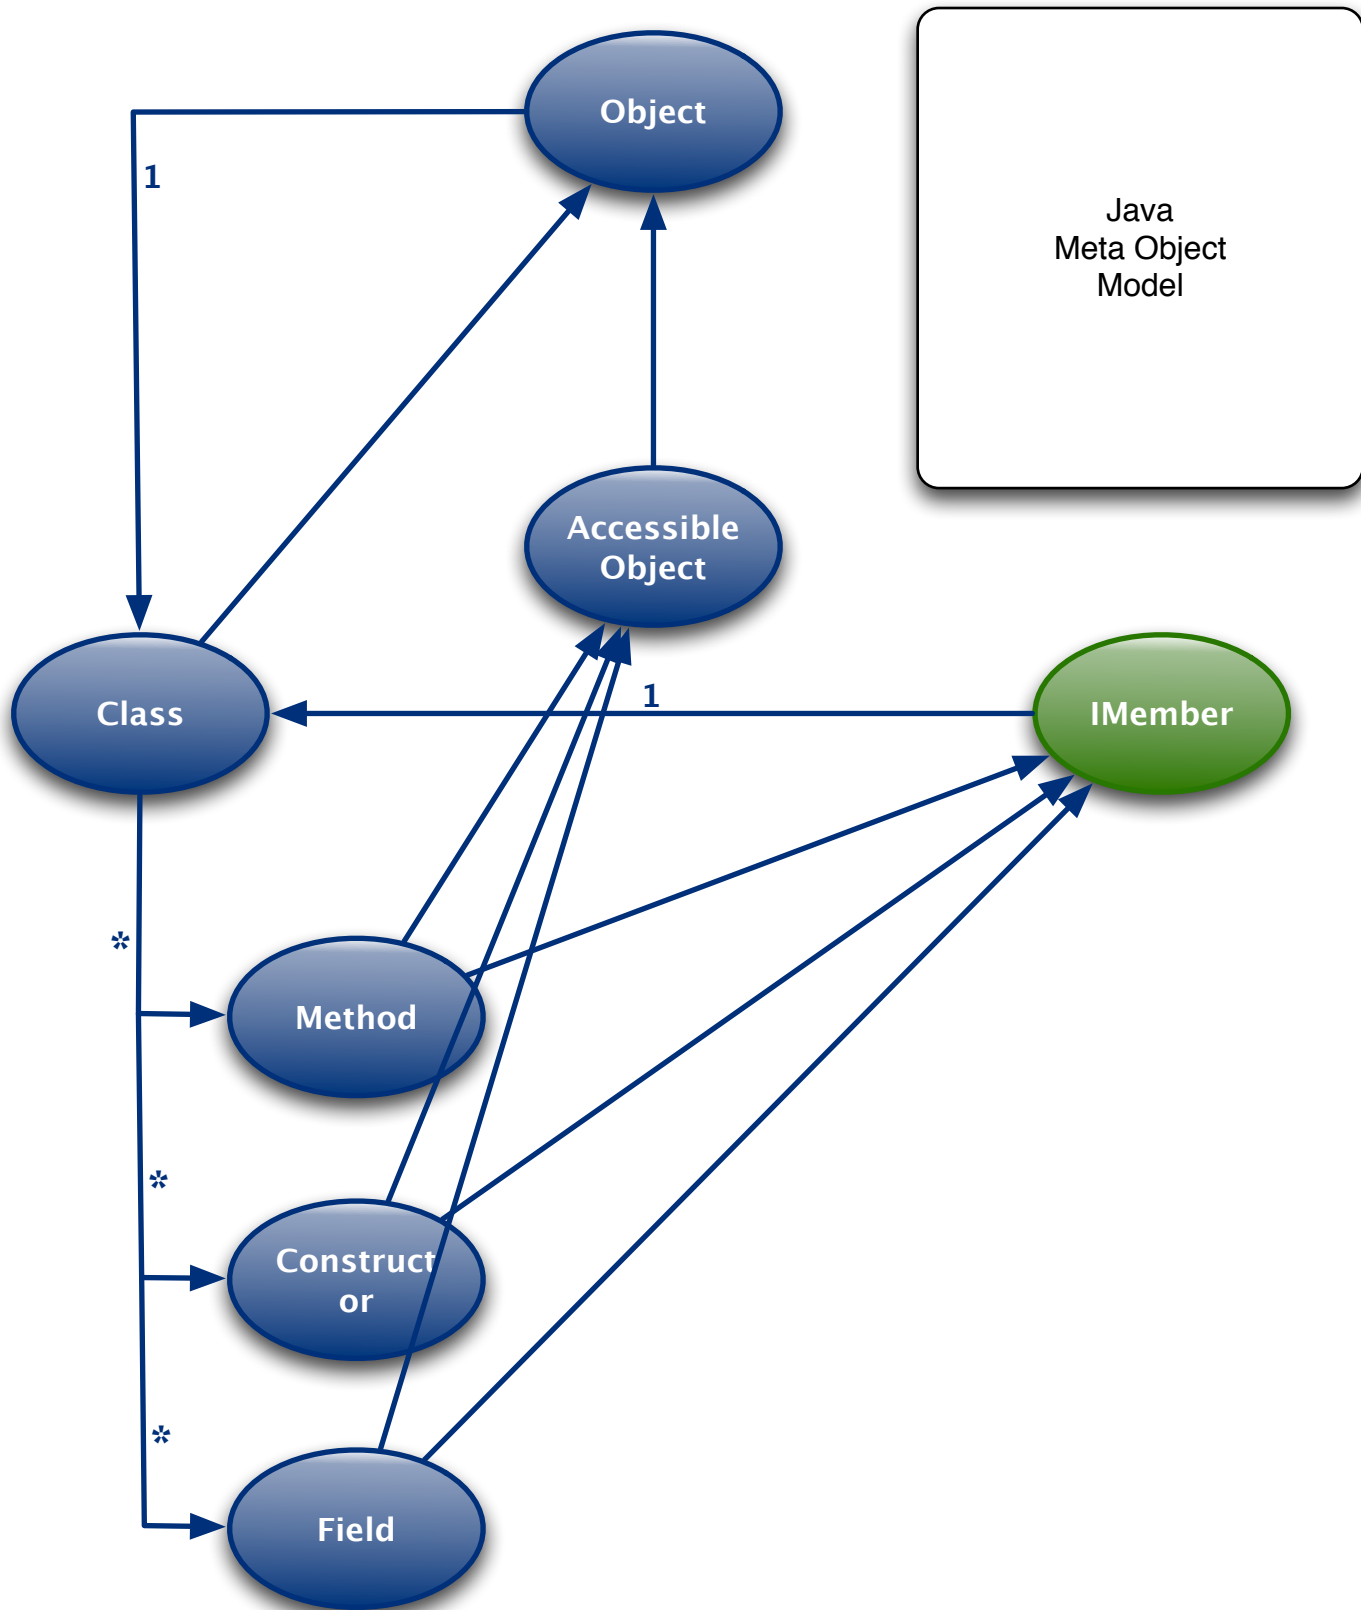 Object
1
Java
Meta Object
Model
Accessible
Object
Class
1
IMember
*
Method
*
Construct
or
*
Field